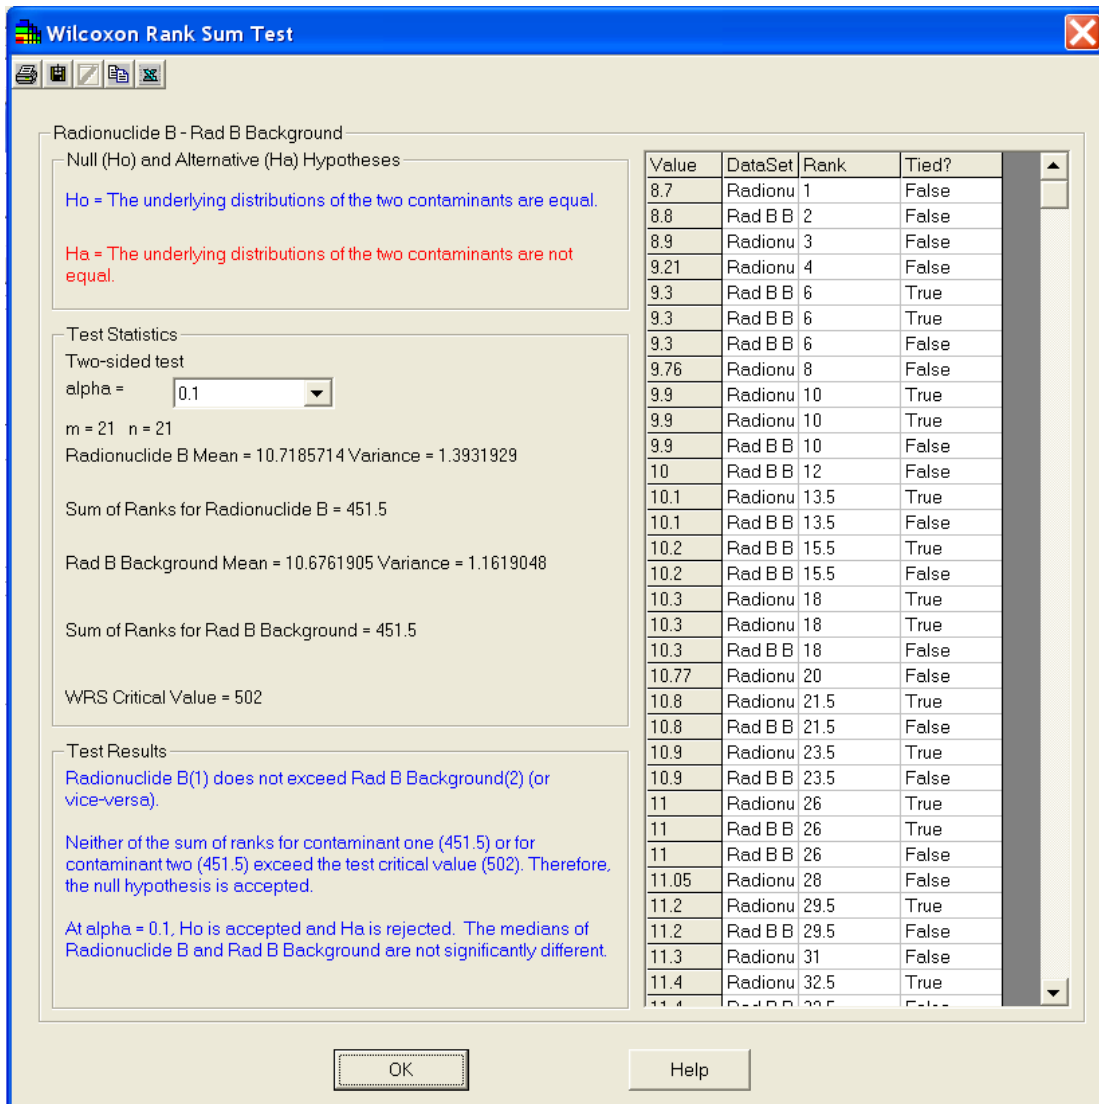 Wilcoxon Rank Sum Test
Radionuclide B - Rad B Background
Null (Ho) and Alternative (Ha) Hypotheses
Ho = The underlying distributions of the two contaminants are equal.
Ha = The underlying distributions of the two contaminants are not
equal.
Test Statistics
Two-sided test
alpha = 0.1
m = 21 n = 21
Radionuclide B Mean = 10.7185714 Variance = 1.3931929
Sum of Ranks for Radionuclide B = 451.5
Rad B Background Mean = 10.6761905 Variance = 1.1619048
Sum of Ranks for Rad B Background = 451.5
WRS Critical Value = 502
Test Results
Radionuclide B(1) does not exceed Rad B Background(2) (or
vice-versa).
Neither of the sum of ranks for contaminant one (451.5) or for
contaminant two (451.5) exceed the test critical value (502). Therefore,
the null hypothesis is accepted.
At alpha = 0.1, Ho is accepted and Ha is rejected. The medians of
Radionuclide B and Rad B Background are not significantly different.
Value DataSet Rank Tied?
8.7 Radionu 1 False
8.8 Rad B B 2 False
8.9 Radionu 3 False
9.21 Radionu 4 False
9.3 Rad B B 6 True
9.3 Rad B B 6 True
9.3 Rad B B 6 False
9.76 Radionu 8 False
9.9 Radionu 10 True
9.9 Radionu 10 True
9.9 Rad B B 10 False
10 Rad B B 12 False
10.1 Radionu 13.5 True
10.1 Rad B B 13.5 False
10.2 Rad B B 15.5 True
10.2 Rad B B 15.5 False
10.3 Radionu 18 True
10.3 Radionu 18 True
10.3 Rad B B 18 False
10.77 Radionu 20 False
10.8 Radionu 21.5 True
10.8 Rad B B 21.5 False
10.9 Radionu 23.5 True
10.9 Rad B B 23.5 False
11 Radionu 26 True
11 Rad B B 26 True
11 Rad B B 26 False
11.05 Radionu 28 False
11.2 Radionu 29.5 True
11.2 Rad B B 29.5 False
11.3 Radionu 31 False
11.4 Radionu 32.5 True
OK
Help